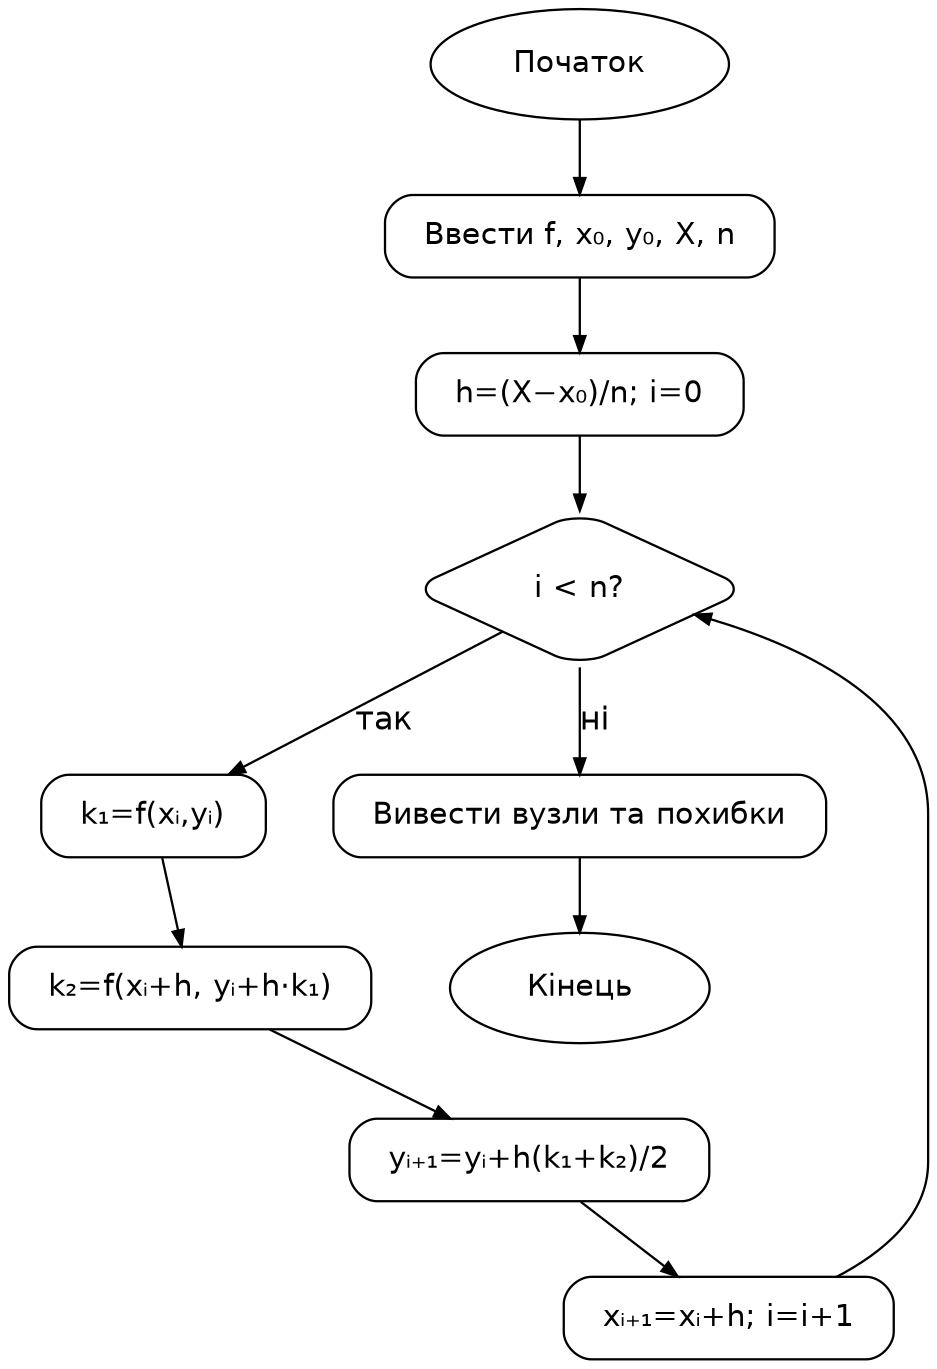 Початок
Ввести f, x₀, y₀, X, n
h=(X−x₀)/n; i=0
i < n?
так
ні
k₁=f(xᵢ,yᵢ)
Вивести вузли та похибки
k₂=f(xᵢ+h, yᵢ+h·k₁)
Кінець
yᵢ₊₁=yᵢ+h(k₁+k₂)/2
xᵢ₊₁=xᵢ+h; i=i+1